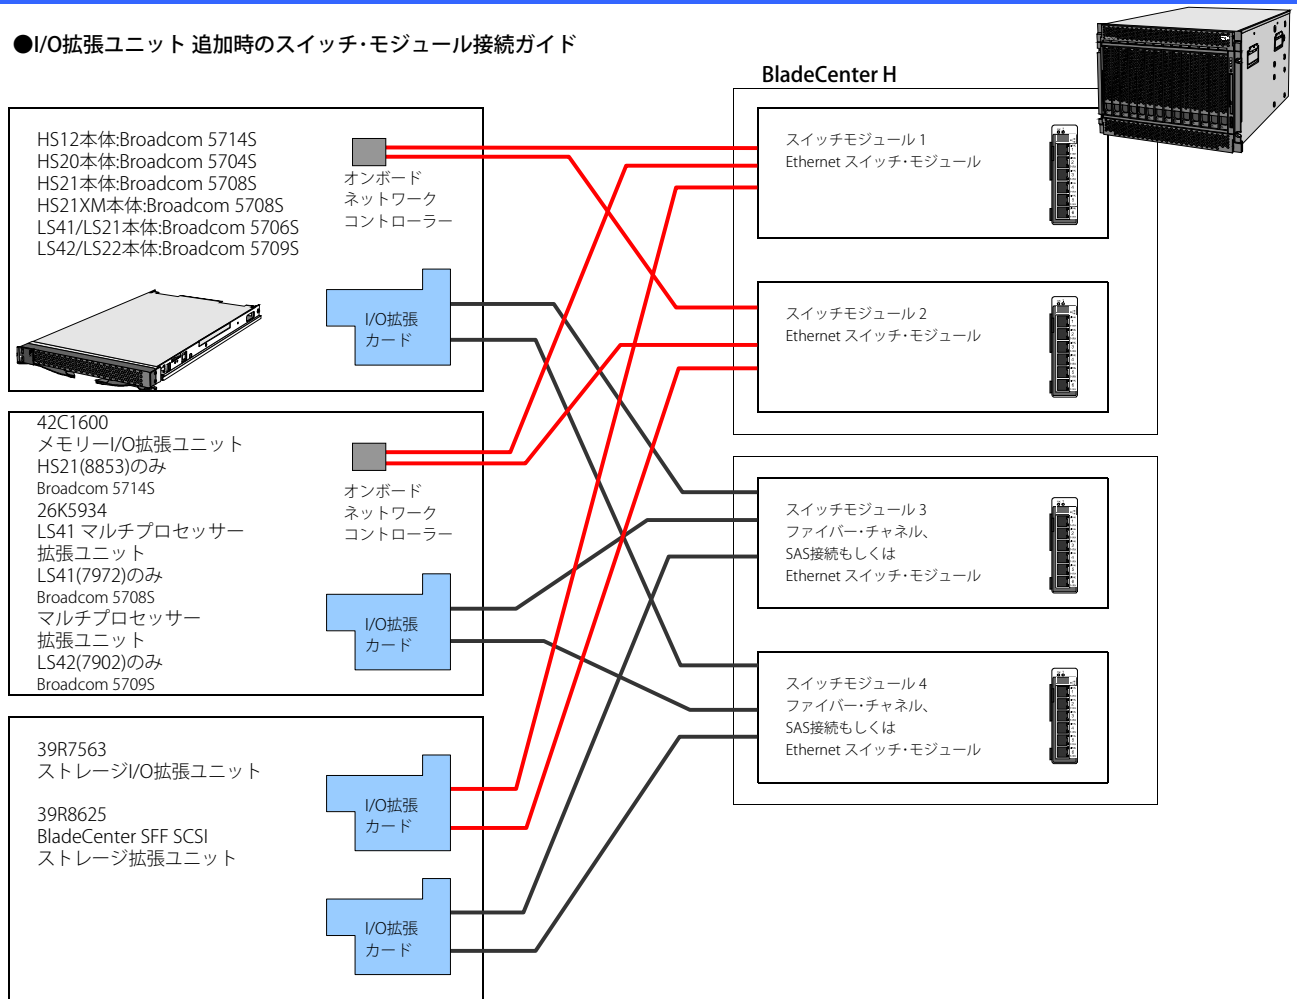 ●I/O拡張ユニット 追加時のスイッチ・モジュール接続ガイド
BladeCenter H
HS12本体:Broadcom 5714S
HS20本体:Broadcom 5704S
HS21本体:Broadcom 5708S
HS21XM本体:Broadcom 5708S
LS41/LS21本体:Broadcom 5706S
LS42/LS22本体:Broadcom 5709S
オンボード
ネットワーク
コントローラー
I/O拡張
カード
スイッチモジュール 1
Ethernet スイッチ・モジュール
スイッチモジュール 2
Ethernet スイッチ・モジュール
42C1600
メモリーI/O拡張ユニット
HS21(8853)のみ
Broadcom 5714S
26K5934
LS41 マルチプロセッサー
拡張ユニット
LS41(7972)のみ
Broadcom 5708S
マルチプロセッサー
拡張ユニット
LS42(7902)のみ
Broadcom 5709S
オンボード
ネットワーク
コントローラー
I/O拡張
カード
スイッチモジュール 3
ファイバー・チャネル、
SAS接続もしくは
Ethernet スイッチ・モジュール
スイッチモジュール 4
ファイバー・チャネル、
SAS接続もしくは
Ethernet スイッチ・モジュール
39R7563
ストレージI/O拡張ユニット
39R8625
BladeCenter SFF SCSI
ストレージ拡張ユニット
I/O拡張
カード
I/O拡張
カード